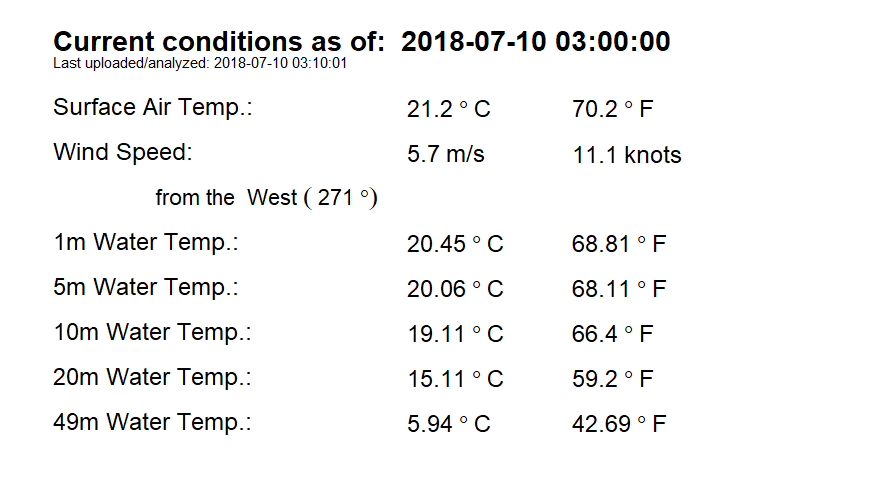 Current conditions as of: 2018-07-10 03:00:00
Last uploaded/analyzed: 2018-07-10 03:10:01
Surface Air Temp.: 21.2 ° C 70.2 ° F
Wind Speed: 5.7 m/s 11.1 knots
from the West ( 271 °)
1m Water Temp.: 20.45 ° C 68.81 ° F
5m Water Temp.: 20.06 ° C 68.11 ° F
10m Water Temp.: 19.11 ° C 66.4 ° F
20m Water Temp.: 15.11 ° C 59.2 ° F
49m Water Temp.: 5.94 ° C 42.69 ° F